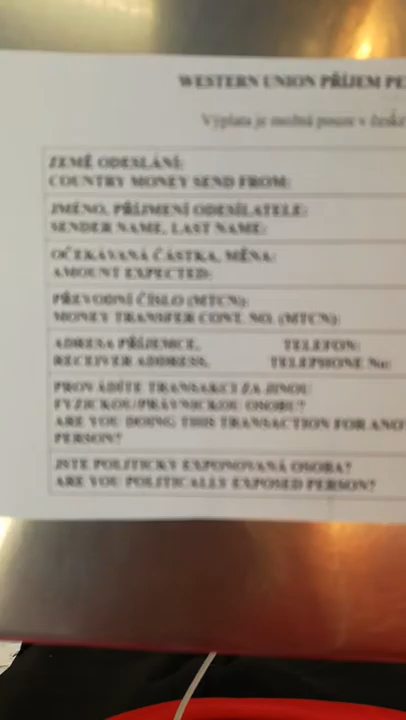 WESTERN UNION PŘÍJEM PE
Výplata je možná pouze v české
ZEMĚ ODESLÁNÍ:
COUNTRY MONEY SEND FROM:
JMÉNO, PŘÍJMENÍ ODESÍLATELE:
SENDER NAME, LAST NAME:
OČEKÁVANÁ ČÁSTKA, MĚNA:
AMOUNT EXPECTED:
PŘEVODNÍ ČÍSLO (MTCN):
MONEY TRANSFER CONT. NO. (MTCN):
ADRESA PŘÍJEMCE, TELEFON:
RECEIVER ADDRESS, TELEPHONE No:
PROVÁDÍTE TRANSAKCI ZA JINOU
FYZICKOU/PRÁVNICKOU OSOBU?
ARE YOU DOING THIS TRANSACTION FOR ANO
PERSON?
JSTE POLITICKY EXPONOVANÁ OSOBA?
ARE YOU POLITICALLY EXPOSED PERSON?